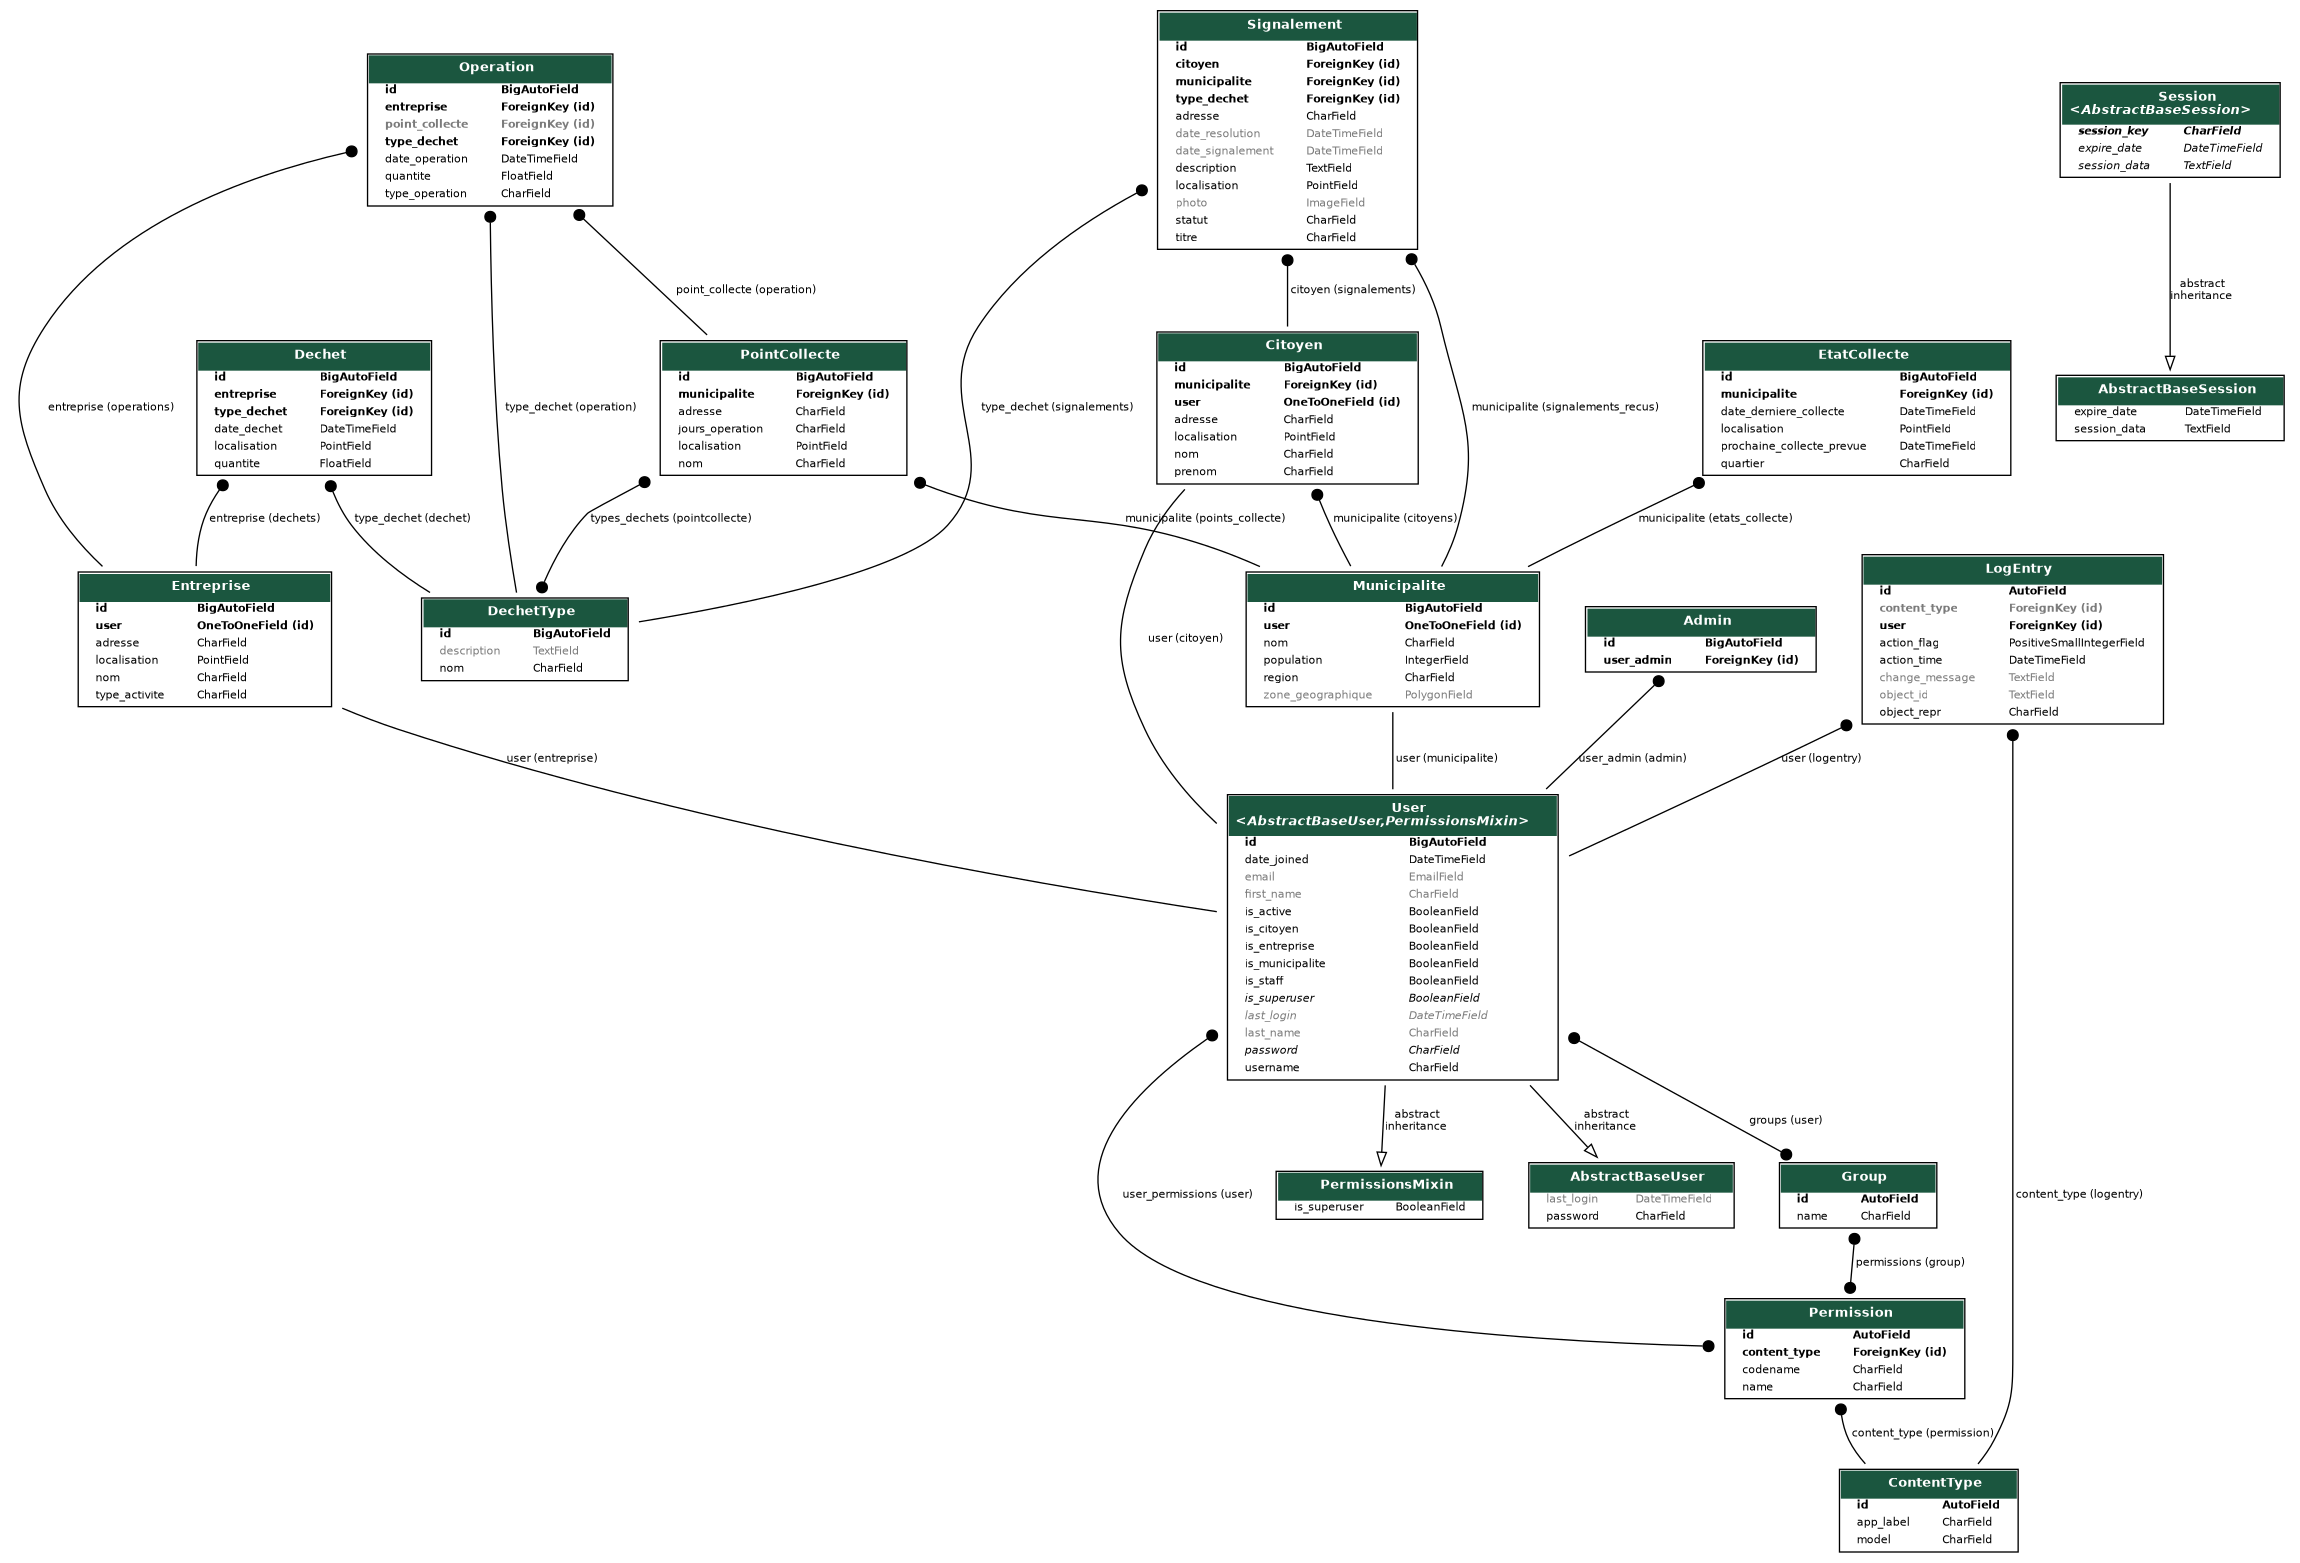 Signalement
id BigAutoField
citoyen ForeignKey (id)
municipalite ForeignKey (id)
type_dechet ForeignKey (id)
adresse CharField
date_resolution DateTimeField
date_signalement DateTimeField
description TextField
localisation PointField
photo ImageField
statut CharField
titre CharField
Operation
id BigAutoField
entreprise ForeignKey (id)
point_collecte ForeignKey (id)
type_dechet ForeignKey (id)
date_operation DateTimeField
quantite FloatField
type_operation CharField
Session
<AbstractBaseSession>
session_key CharField
expire_date DateTimeField
session_data TextField
point_collecte (operation)
citoyen (signalements)
abstract
inheritance
Dechet
id BigAutoField
entreprise ForeignKey (id)
type_dechet ForeignKey (id)
date_dechet DateTimeField
localisation PointField
quantite FloatField
PointCollecte
id BigAutoField
municipalite ForeignKey (id)
adresse CharField
jours_operation CharField
localisation PointField
nom CharField
Citoyen
id BigAutoField
municipalite ForeignKey (id)
user OneToOneField (id)
adresse CharField
localisation PointField
nom CharField
prenom CharField
EtatCollecte
id BigAutoField
municipalite ForeignKey (id)
date_derniere_collecte DateTimeField
localisation PointField
prochaine_collecte_prevue DateTimeField
quartier CharField
AbstractBaseSession
expire_date DateTimeField
session_data TextField
entreprise (operations)
type_dechet (operation)
type_dechet (signalements)
municipalite (signalements_recus)
entreprise (dechets)
type_dechet (dechet)
types_dechets (pointcollecte)
municipalite (points_collecte)
municipalite (citoyens)
municipalite (etats_collecte)
Entreprise
id BigAutoField
user OneToOneField (id)
adresse CharField
localisation PointField
nom CharField
type_activite CharField
DechetType
id BigAutoField
description TextField
nom CharField
user (citoyen)
Municipalite
id BigAutoField
user OneToOneField (id)
nom CharField
population IntegerField
region CharField
zone_geographique PolygonField
Admin
id BigAutoField
user_admin ForeignKey (id)
LogEntry
id AutoField
content_type ForeignKey (id)
user ForeignKey (id)
action_flag PositiveSmallIntegerField
action_time DateTimeField
change_message TextField
object_id TextField
object_repr CharField
user (entreprise)
user (municipalite)
user_admin (admin)
user (logentry)
User
<AbstractBaseUser,PermissionsMixin>
id BigAutoField
date_joined DateTimeField
email EmailField
first_name CharField
is_active BooleanField
is_citoyen BooleanField
is_entreprise BooleanField
is_municipalite BooleanField
is_staff BooleanField
is_superuser BooleanField
last_login DateTimeField
last_name CharField
password CharField
username CharField
abstract
inheritance
abstract
inheritance
groups (user)
user_permissions (user)
PermissionsMixin
is_superuser BooleanField
AbstractBaseUser
last_login DateTimeField
password CharField
Group
id AutoField
name CharField
content_type (logentry)
permissions (group)
Permission
id AutoField
content_type ForeignKey (id)
codename CharField
name CharField
content_type (permission)
ContentType
id AutoField
app_label CharField
model CharField